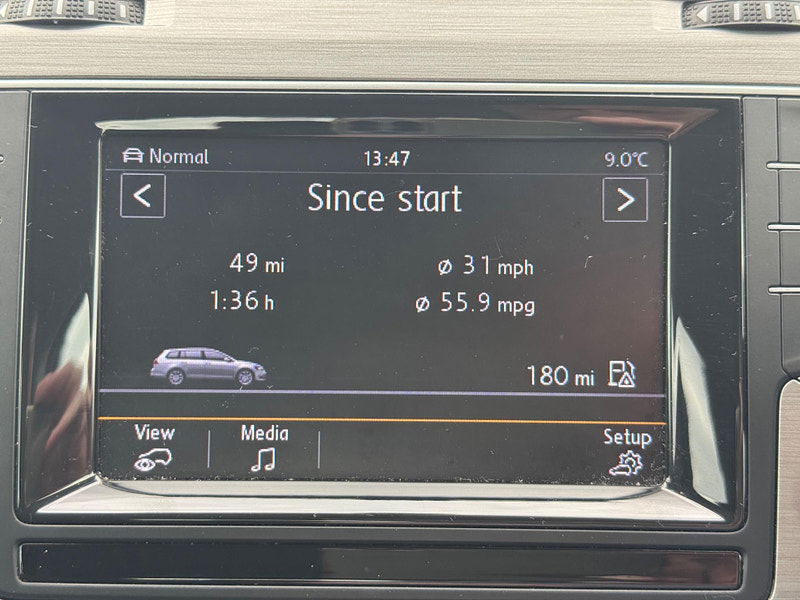 Normal 13:47 9.0°C
< Since start >
49 mi ⌀ 31 mph
1:36 h ⌀ 55.9 mpg
180 mi
View Media Setup